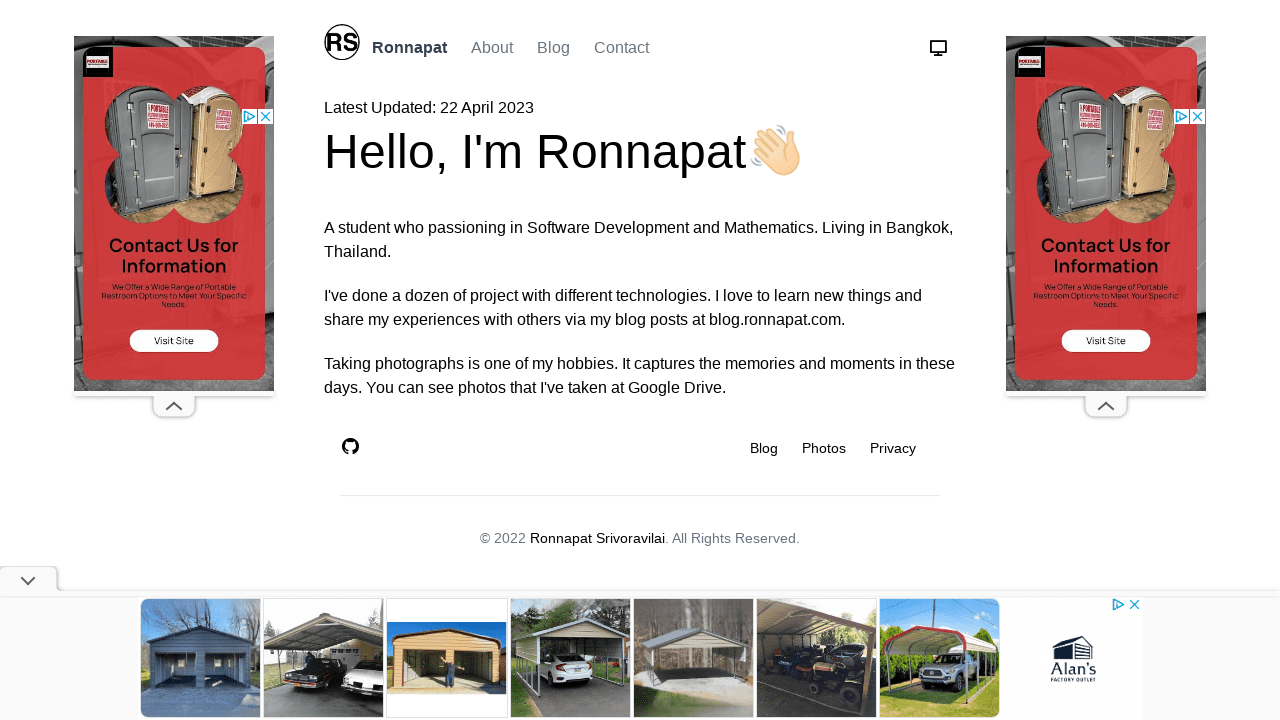 RS
Ronnapat
About
Blog
Contact
Latest Updated: 22 April 2023
Hello, I'm Ronnapat👋🏻
A student who passioning in Software Development and Mathematics. Living in Bangkok,
Thailand.
I've done a dozen of project with different technologies. I love to learn new things and
share my experiences with others via my blog posts at blog.ronnapat.com.
Taking photographs is one of my hobbies. It captures the memories and moments in these
days. You can see photos that I've taken at Google Drive.
Blog
Photos
Privacy
© 2022 Ronnapat Srivoravilai. All Rights Reserved.
PORTABLE
Contact Us for
Information
We Offer a Wide Range of Portable
Restroom Options to Meet Your Specific
Needs.
Visit Site
PORTABLE
Contact Us for
Information
We Offer a Wide Range of Portable
Restroom Options to Meet Your Specific
Needs.
Visit Site
Alan's
FACTORY OUTLET